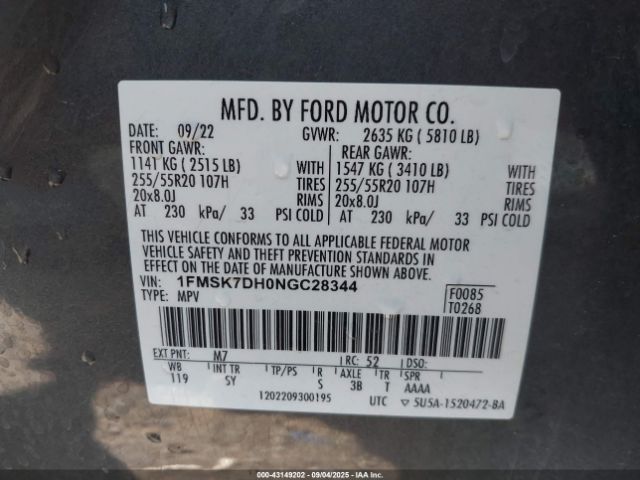 MFD. BY FORD MOTOR CO.
DATE: 09/22 GVWR: 2635 KG ( 5810 LB)
FRONT GAWR: REAR GAWR:
1141 KG ( 2515 LB) WITH 1547 KG ( 3410 LB) WITH
255/55R20 107H TIRES 255/55R20 107H TIRES
20x8.0J RIMS 20x8.0J RIMS
AT 230 kPa/ 33 PSI COLD AT 230 kPa/ 33 PSI COLD
THIS VEHICLE CONFORMS TO ALL APPLICABLE FEDERAL MOTOR
VEHICLE SAFETY AND THEFT PREVENTION STANDARDS IN
EFFECT ON THE DATE OF MANUFACTURE SHOWN ABOVE.
VIN: 1FMSK7DH0NGC28344 F0085
TYPE: MPV T0268
EXT PNT: M7 RC: 52 DSO:
WB INT TR TP/PS R AXLE TR SPR
119 SY S 3B T AAAA
1202209300195 UTC ▽ 5U5A-1520472-BA
000-43149202 - 09/04/2025 - IAAI.COM